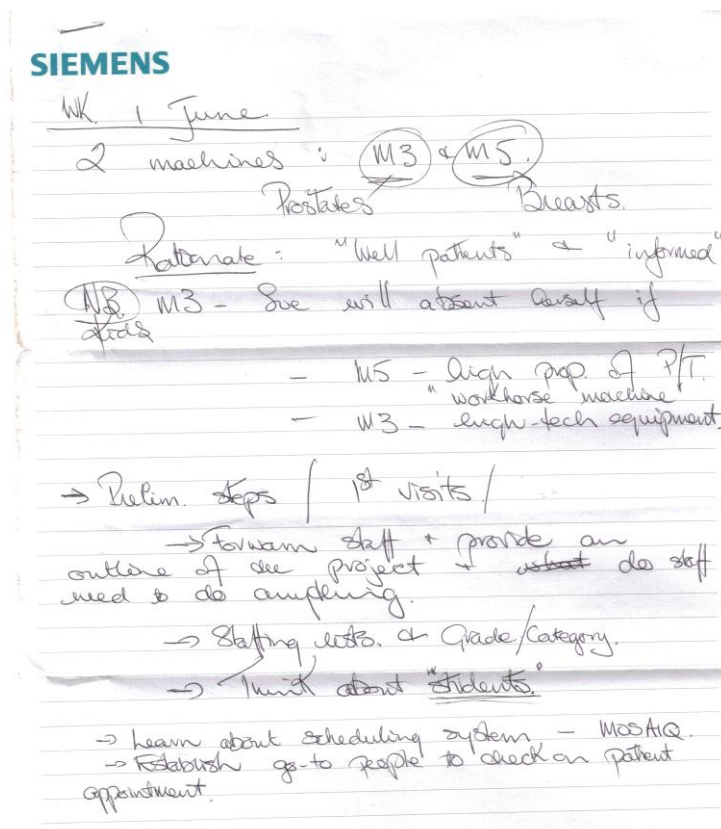 SIEMENS
WK. 1 June
2 machines : M3 & M5.
Prostates Breasts.
Rationale : "Well patients" & "informed"
NB. M3 - Sue will absent herself if
M5 - high prop. of P/T.
"workhorse machine"
- M3 - high-tech equipment.
→ Prelim. steps / 1st visits /
→ Forwarn staff + provide an
outline of the project + do staff
need to do anything.
→ Staffing lists. & Grade/Category.
→ Think about "students."
→ Learn about scheduling system - MOSAIQ.
→ Establish go-to people to check on patient
appointment.